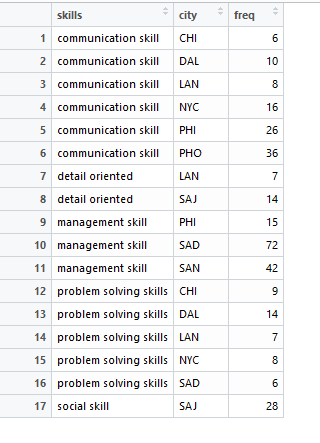 skills city freq
1 communication skill CHI 6
2 communication skill DAL 10
3 communication skill LAN 8
4 communication skill NYC 16
5 communication skill PHI 26
6 communication skill PHO 36
7 detail oriented LAN 7
8 detail oriented SAJ 14
9 management skill PHI 15
10 management skill SAD 72
11 management skill SAN 42
12 problem solving skills CHI 9
13 problem solving skills DAL 14
14 problem solving skills LAN 7
15 problem solving skills NYC 8
16 problem solving skills SAD 6
17 social skill SAJ 28